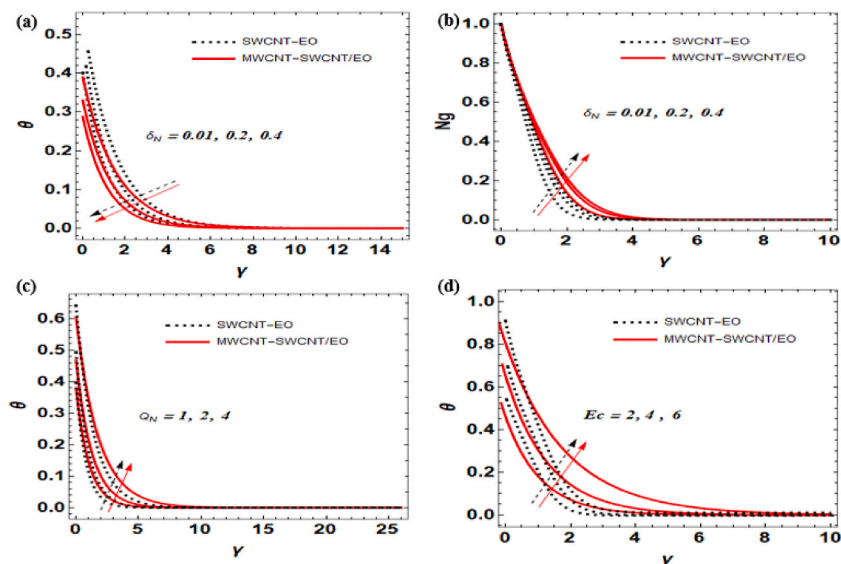 (a)
0.5
0.4
0.3
0.2
0.1
0.0
θ
SWCNT-EO
MWCNT-SWCNT/EO
δN = 0.01, 0.2, 0.4
0 2 4 6 8 10 12 14
Y
(b)
1.0
0.8
0.6
0.4
0.2
0.0
Ng
SWCNT-EO
MWCNT-SWCNT/EO
δN = 0.01, 0.2, 0.4
0 2 4 6 8 10
Y
(c)
0.6
0.5
0.4
0.3
0.2
0.1
0.0
θ
SWCNT-EO
MWCNT-SWCNT/EO
QN = 1, 2, 4
0 5 10 15 20 25
Y
(d)
1.0
0.8
0.6
0.4
0.2
0.0
θ
SWCNT-EO
MWCNT-SWCNT/EO
Ec = 2, 4 , 6
0 2 4 6 8 10
Y